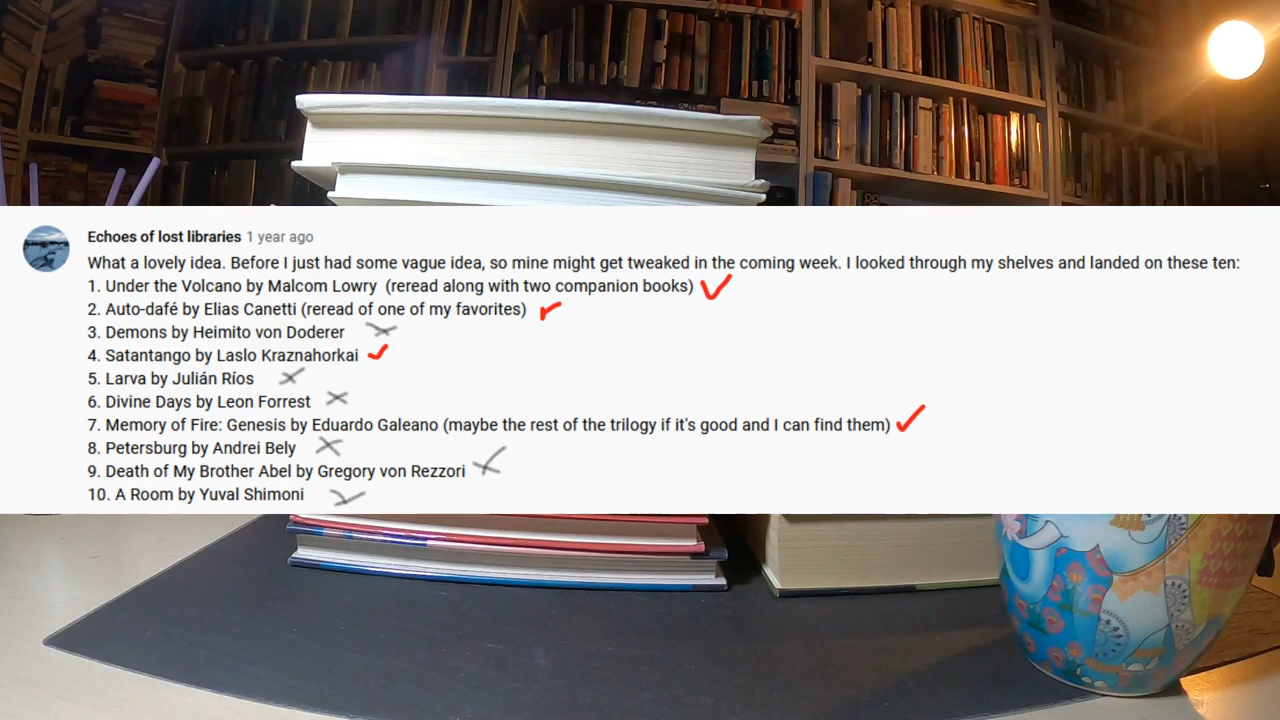 Echoes of lost libraries 1 year ago
What a lovely idea. Before I just had some vague idea, so mine might get tweaked in the coming week. I looked through my shelves and landed on these ten:
1. Under the Volcano by Malcom Lowry (reread along with two companion books)
2. Auto-dafé by Elias Canetti (reread of one of my favorites)
3. Demons by Heimito von Doderer
4. Satantango by Laslo Kraznahorkai
5. Larva by Julián Ríos
6. Divine Days by Leon Forrest
7. Memory of Fire: Genesis by Eduardo Galeano (maybe the rest of the trilogy if it's good and I can find them)
8. Petersburg by Andrei Bely
9. Death of My Brother Abel by Gregory von Rezzori
10. A Room by Yuval Shimoni